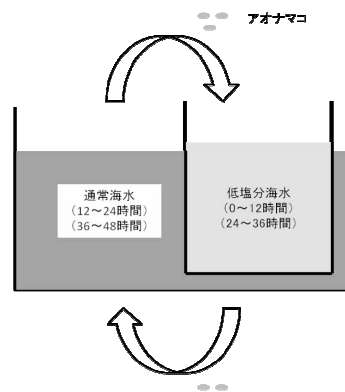 アオナマコ
通常海水
（12～24時間）
（36～48時間）
低塩分海水
（0～12時間）
（24～36時間）